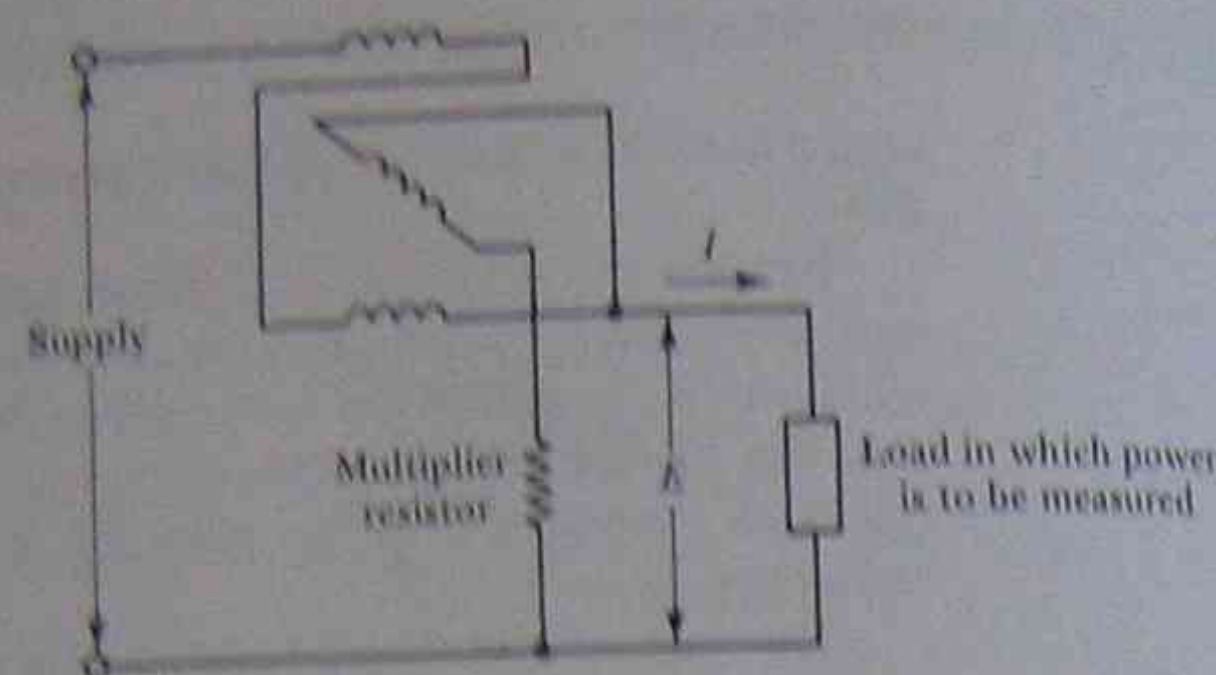 I
Supply
Multiplier
resistor
Load in which power
is to be measured